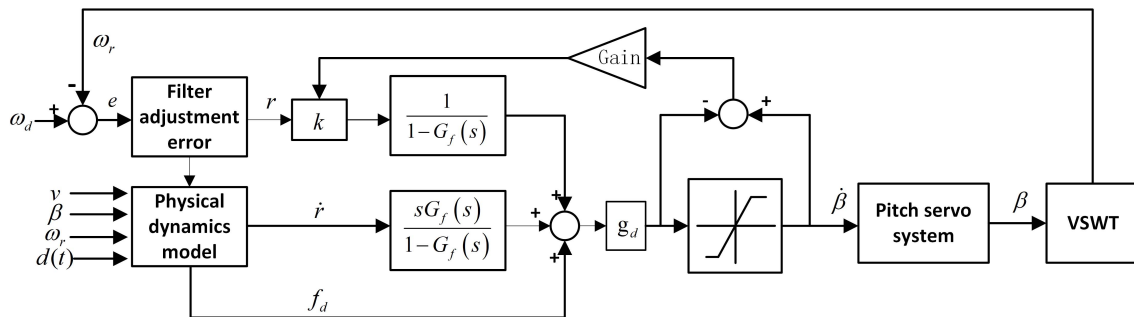 ω_r
-
+
ω_d
e
Filter
adjustment
error
r
k
1
1-G_f(s)
Gain
-
+
v
β
ω_r
d(t)
Physical
dynamics
model
ṙ
sG_f(s)
1-G_f(s)
+
+
+
g_d
β̇
Pitch servo
system
β
VSWT
f_d